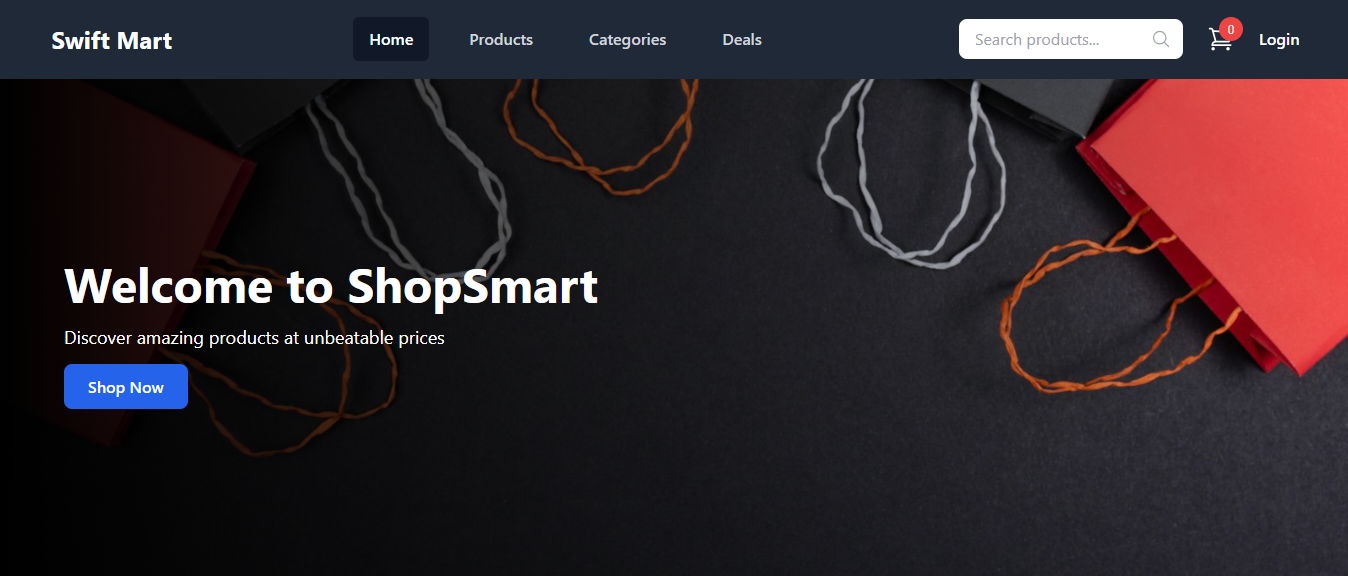 Swift Mart
Home
Products
Categories
Deals
Search products...
0
Login
Welcome to ShopSmart
Discover amazing products at unbeatable prices
Shop Now